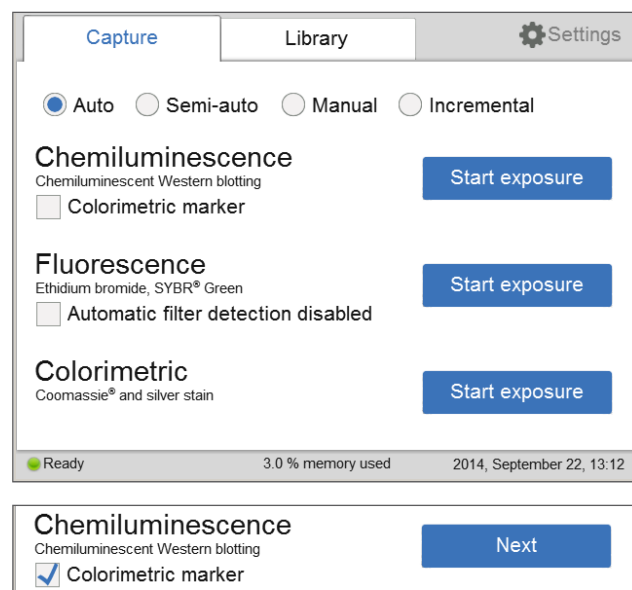 Capture Library Settings
Auto Semi-auto Manual Incremental
Chemiluminescence
Chemiluminescent Western blotting
Start exposure
Colorimetric marker
Fluorescence
Ethidium bromide, SYBR® Green
Start exposure
Automatic filter detection disabled
Colorimetric
Coomassie® and silver stain
Start exposure
Ready 3.0 % memory used 2014, September 22, 13:12
Chemiluminescence
Chemiluminescent Western blotting
Next
Colorimetric marker